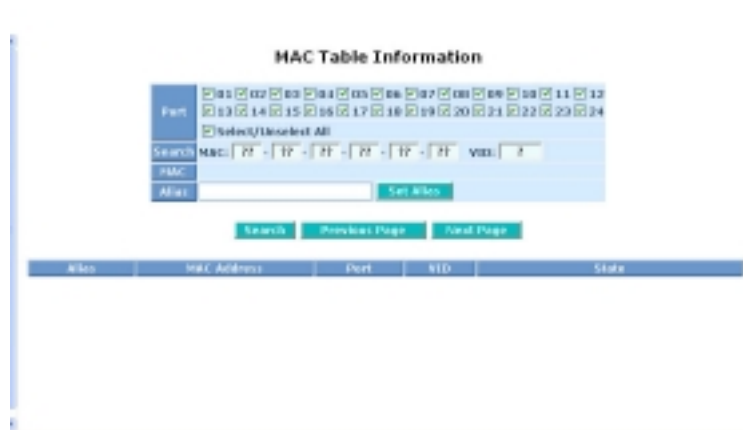 MAC Table Information
Port
01 02 03 04 05 06 07 08 09 10 11 12
13 14 15 16 17 18 19 20 21 22 23 24
Select/Unselect All
Search MAC: ?? - ?? - ?? - ?? - ?? - ?? VID: ?
MAC
Alias Set Alias
Search Previous Page Next Page
Alias MAC Address Port VID State